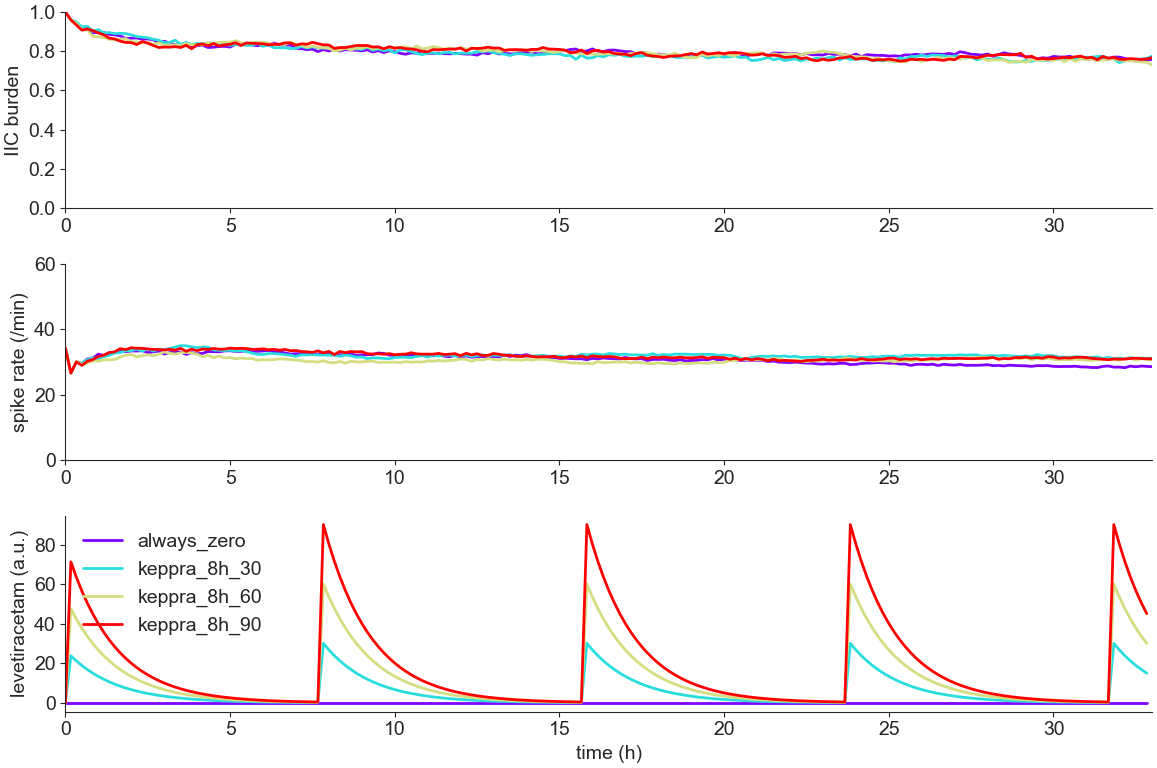 1.0
0.8
0.6
0.4
0.2
0.0
IIC burden
0 5 10 15 20 25 30
60
40
20
0
spike rate (/min)
0 5 10 15 20 25 30
80
60
40
20
0
levetiracetam (a.u.)
always_zero
keppra_8h_30
keppra_8h_60
keppra_8h_90
0 5 10 15 20 25 30
time (h)